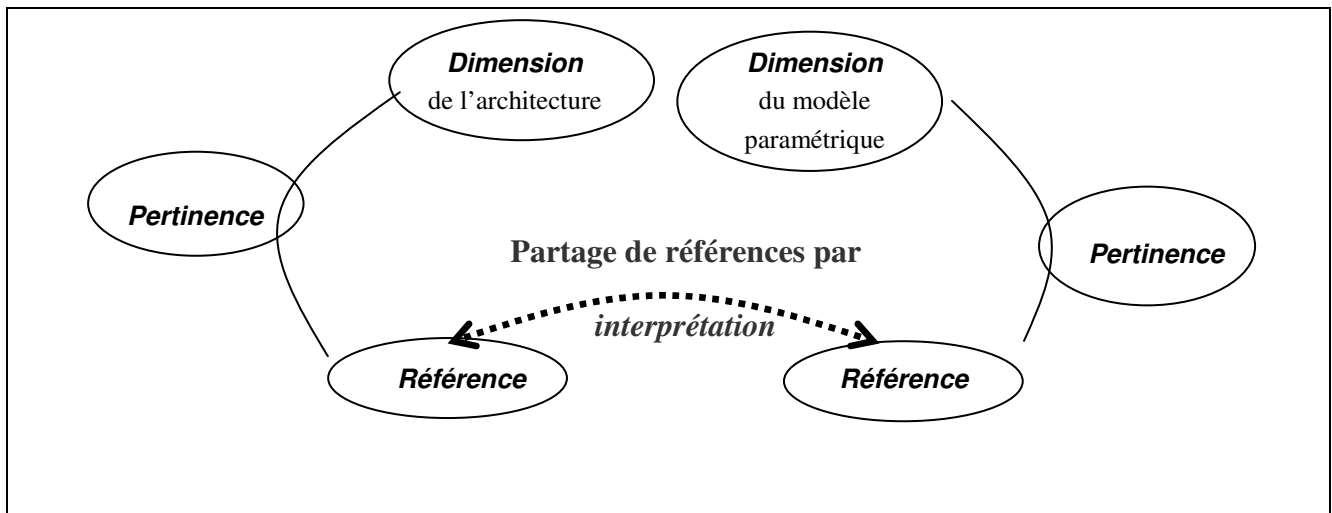 Dimension
de l’architecture
Dimension
du modèle
paramétrique
Pertinence
Pertinence
Partage de références par
interprétation
Référence
Référence